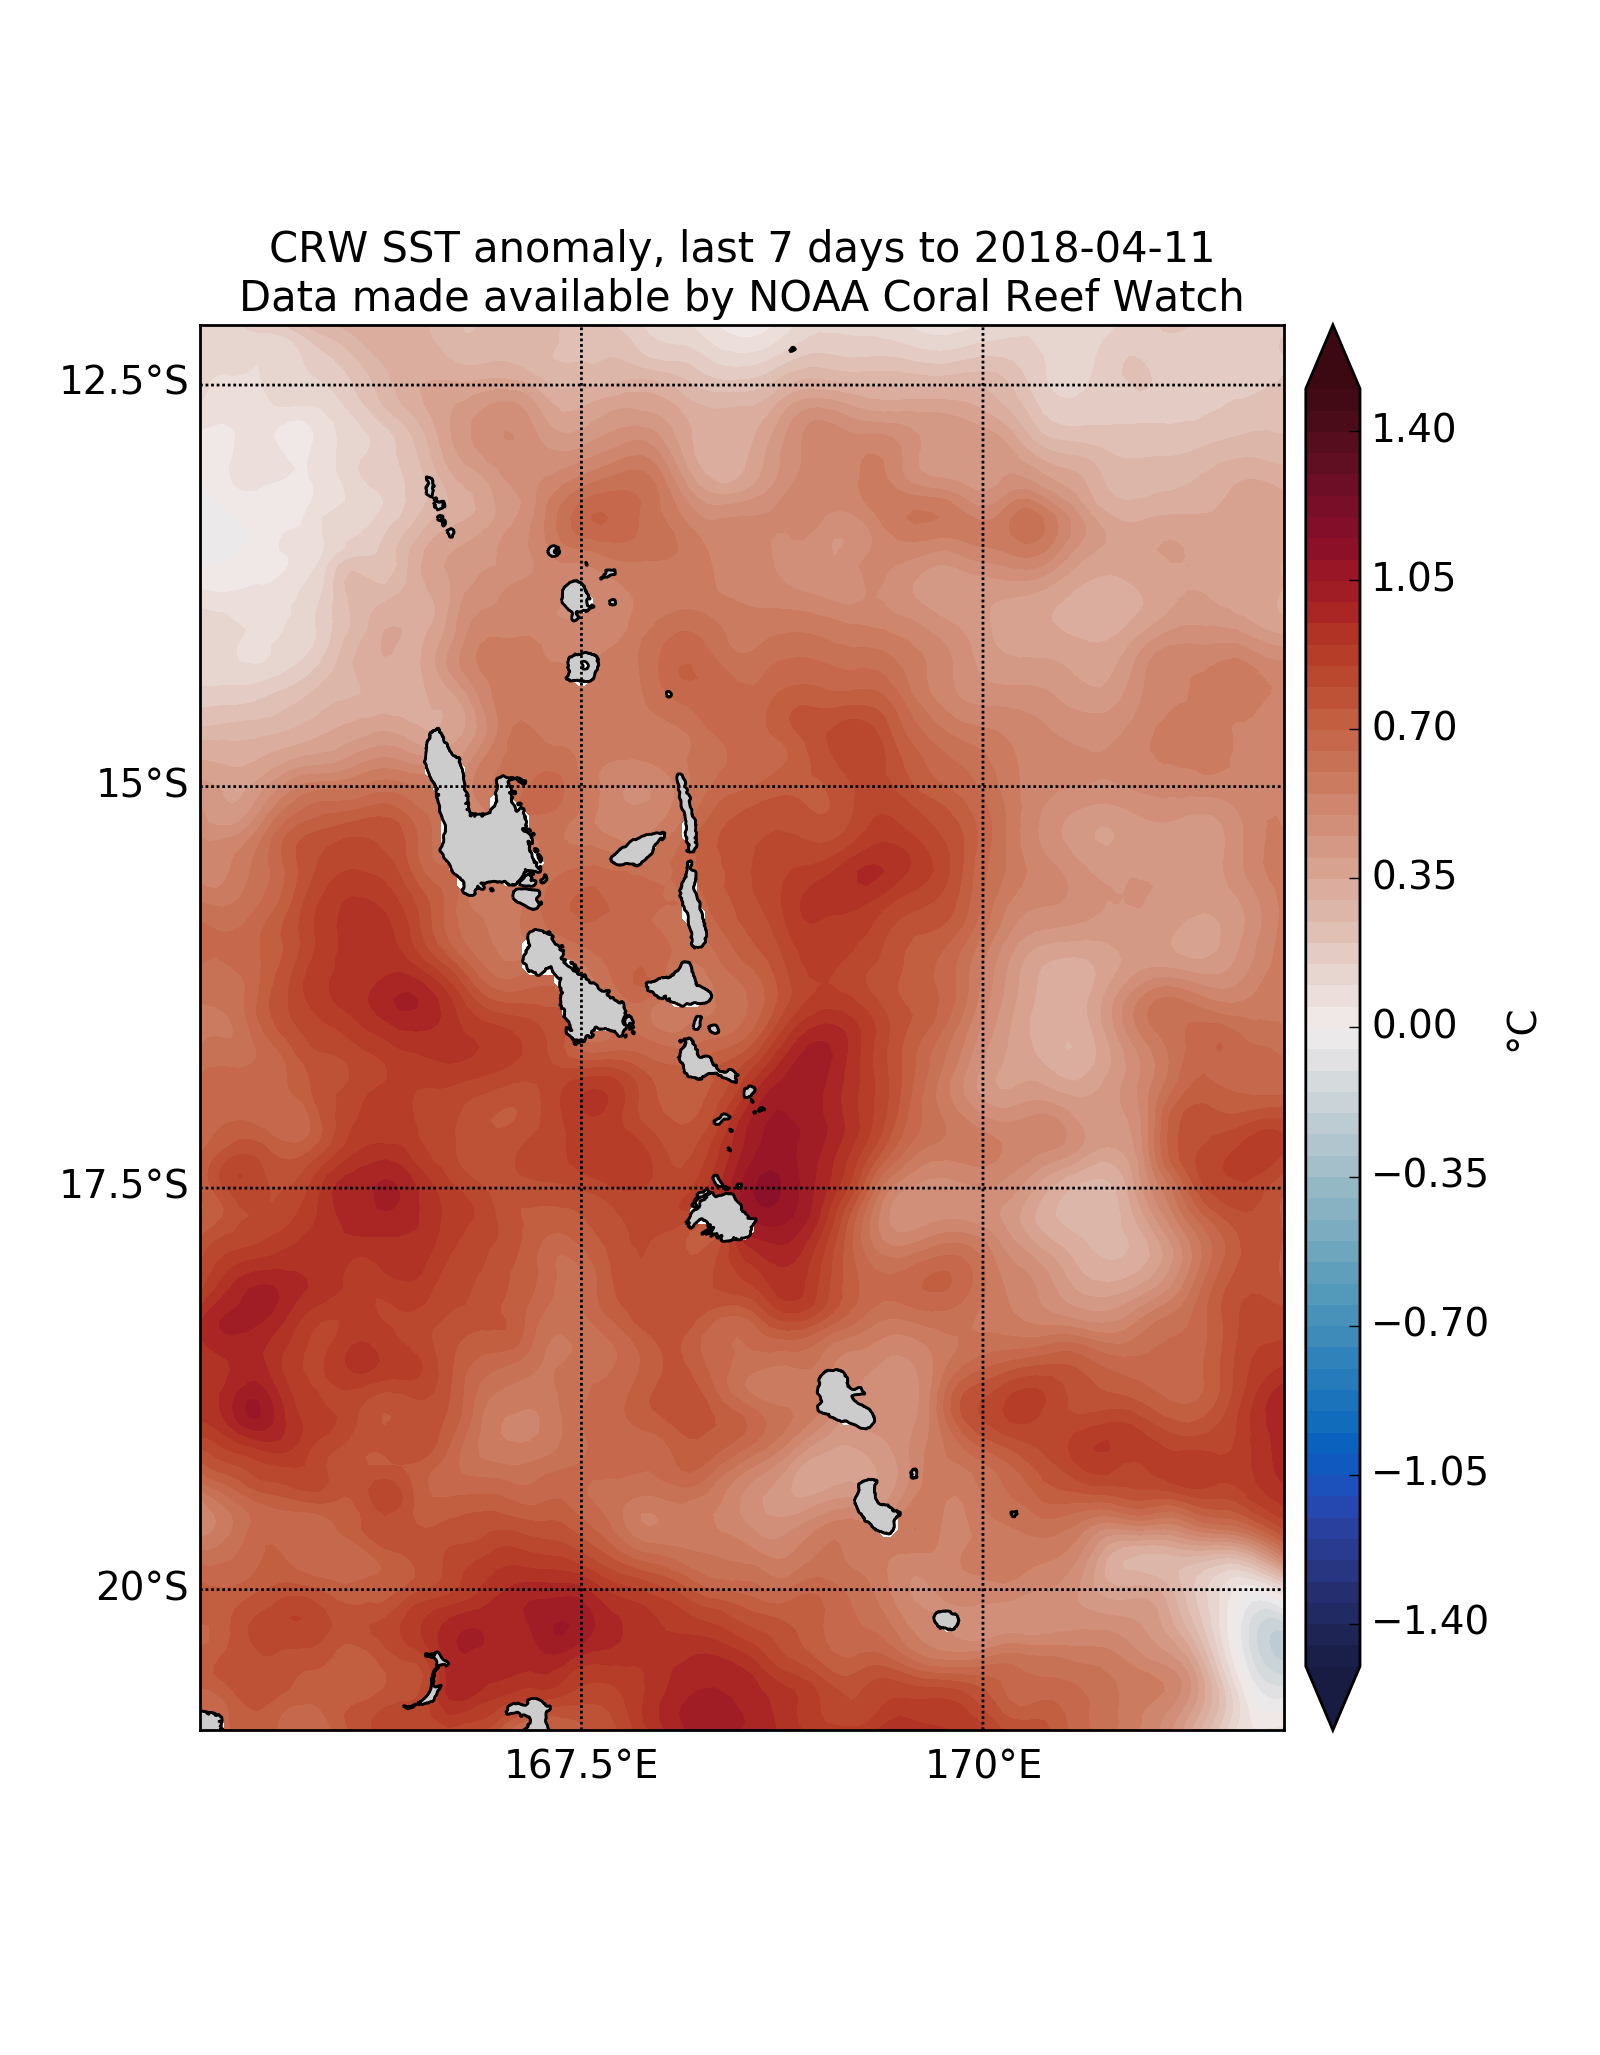 CRW SST anomaly, last 7 days to 2018-04-11
Data made available by NOAA Coral Reef Watch
12.5°S
15°S
17.5°S
20°S
167.5°E
170°E
1.40
1.05
0.70
0.35
0.00
−0.35
−0.70
−1.05
−1.40
°C